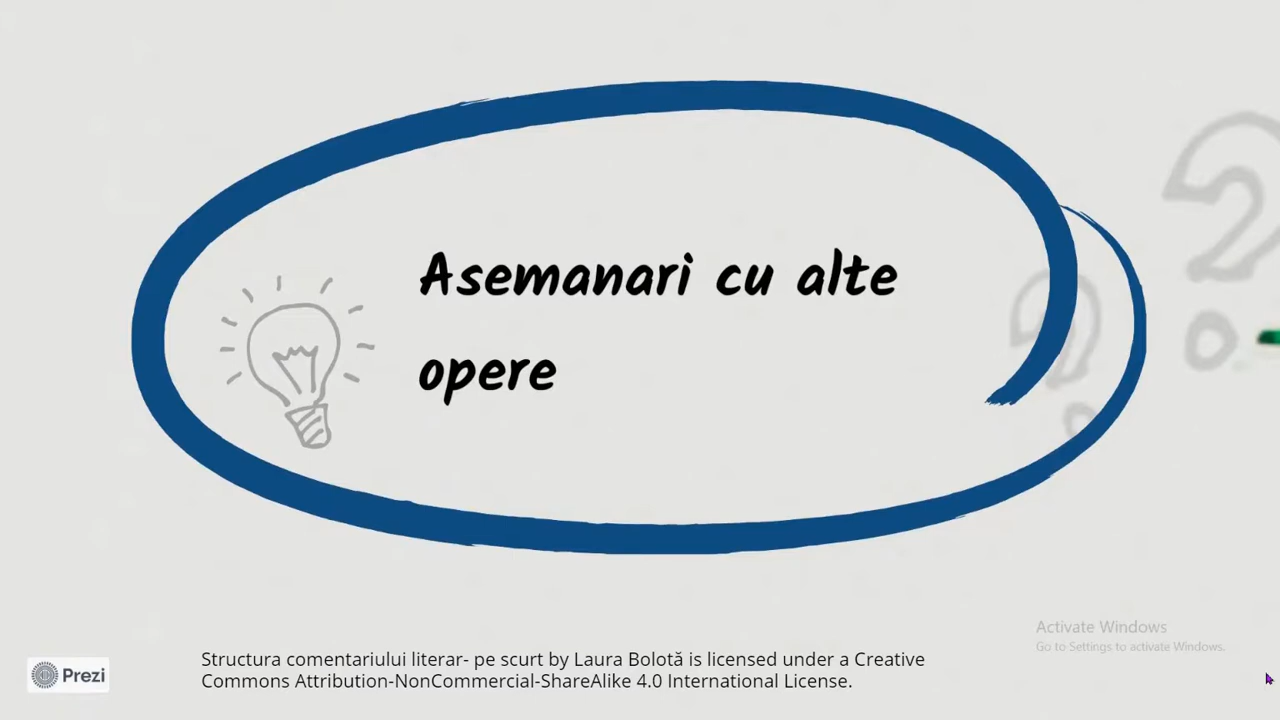 Asemanari cu alte
opere
Activate Windows
Go to Settings to activate Windows.
Prezi
Structura comentariului literar- pe scurt by Laura Bolotă is licensed under a Creative
Commons Attribution-NonCommercial-ShareAlike 4.0 International License.